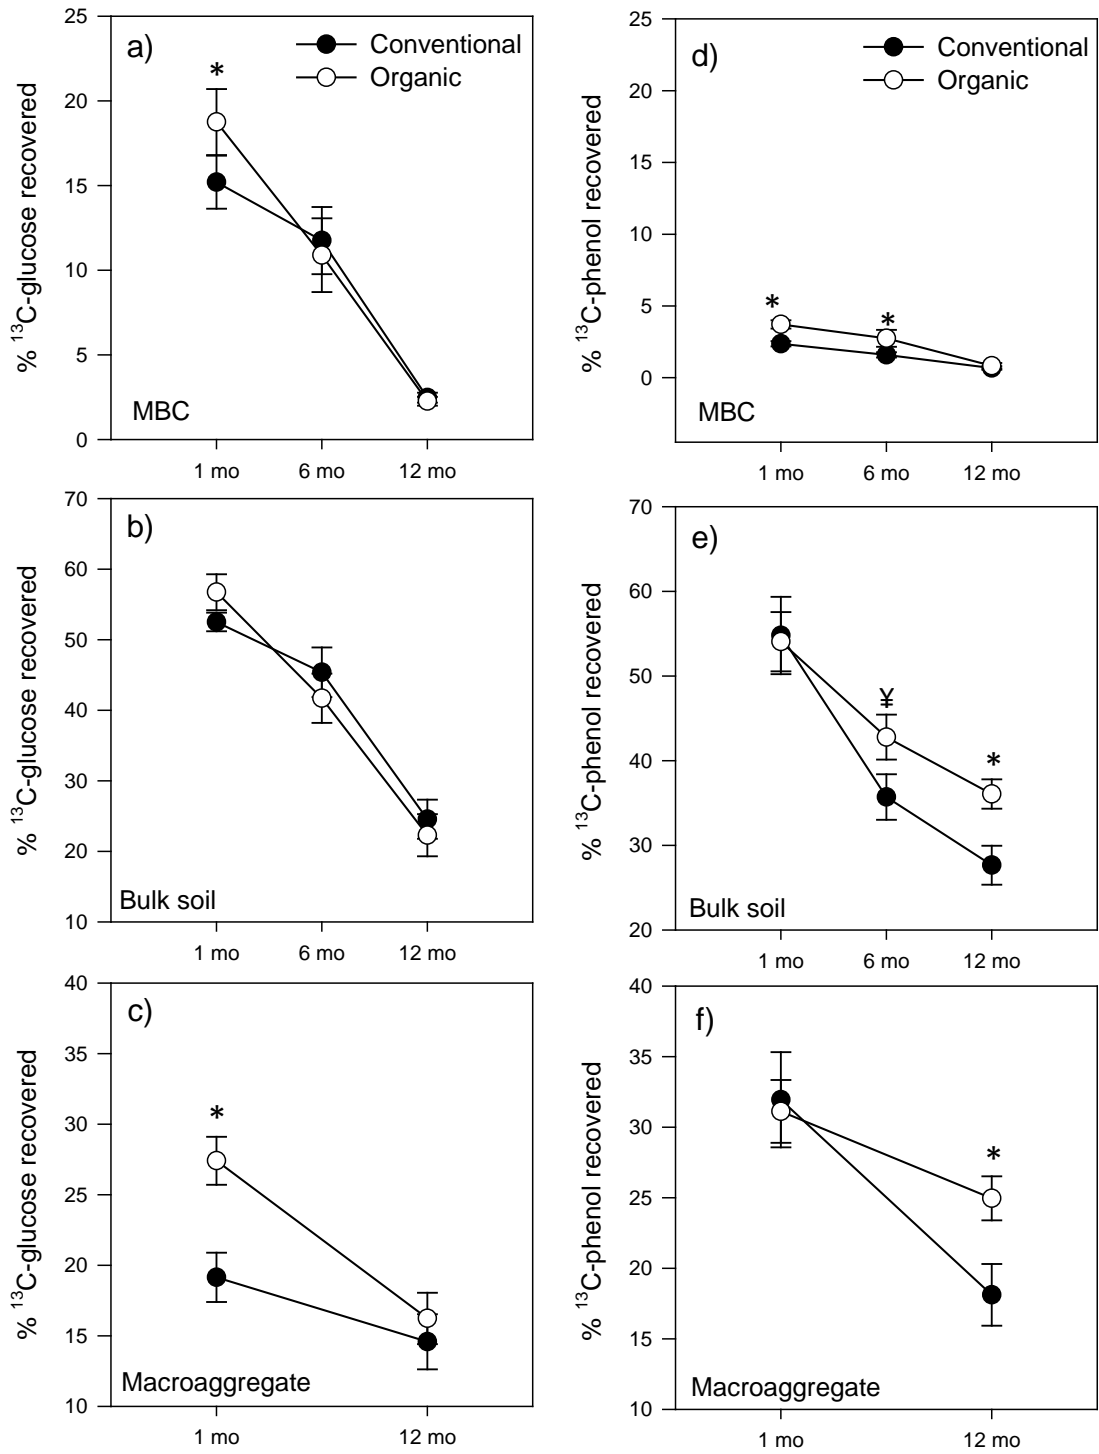 a)
*
Conventional
Organic
% ¹³C-glucose recovered
25
20
15
10
5
0
MBC
1 mo 6 mo 12 mo
d)
Conventional
Organic
% ¹³C-phenol recovered
25
20
15
10
5
0
* *
MBC
1 mo 6 mo 12 mo
b)
% ¹³C-glucose recovered
70
60
50
40
30
20
10
Bulk soil
1 mo 6 mo 12 mo
e)
% ¹³C-phenol recovered
70
60
50
40
30
20
¥ *
Bulk soil
1 mo 6 mo 12 mo
c)
*
% ¹³C-glucose recovered
40
35
30
25
20
15
10
Macroaggregate
1 mo 12 mo
f)
*
% ¹³C-phenol recovered
40
35
30
25
20
15
10
Macroaggregate
1 mo 12 mo